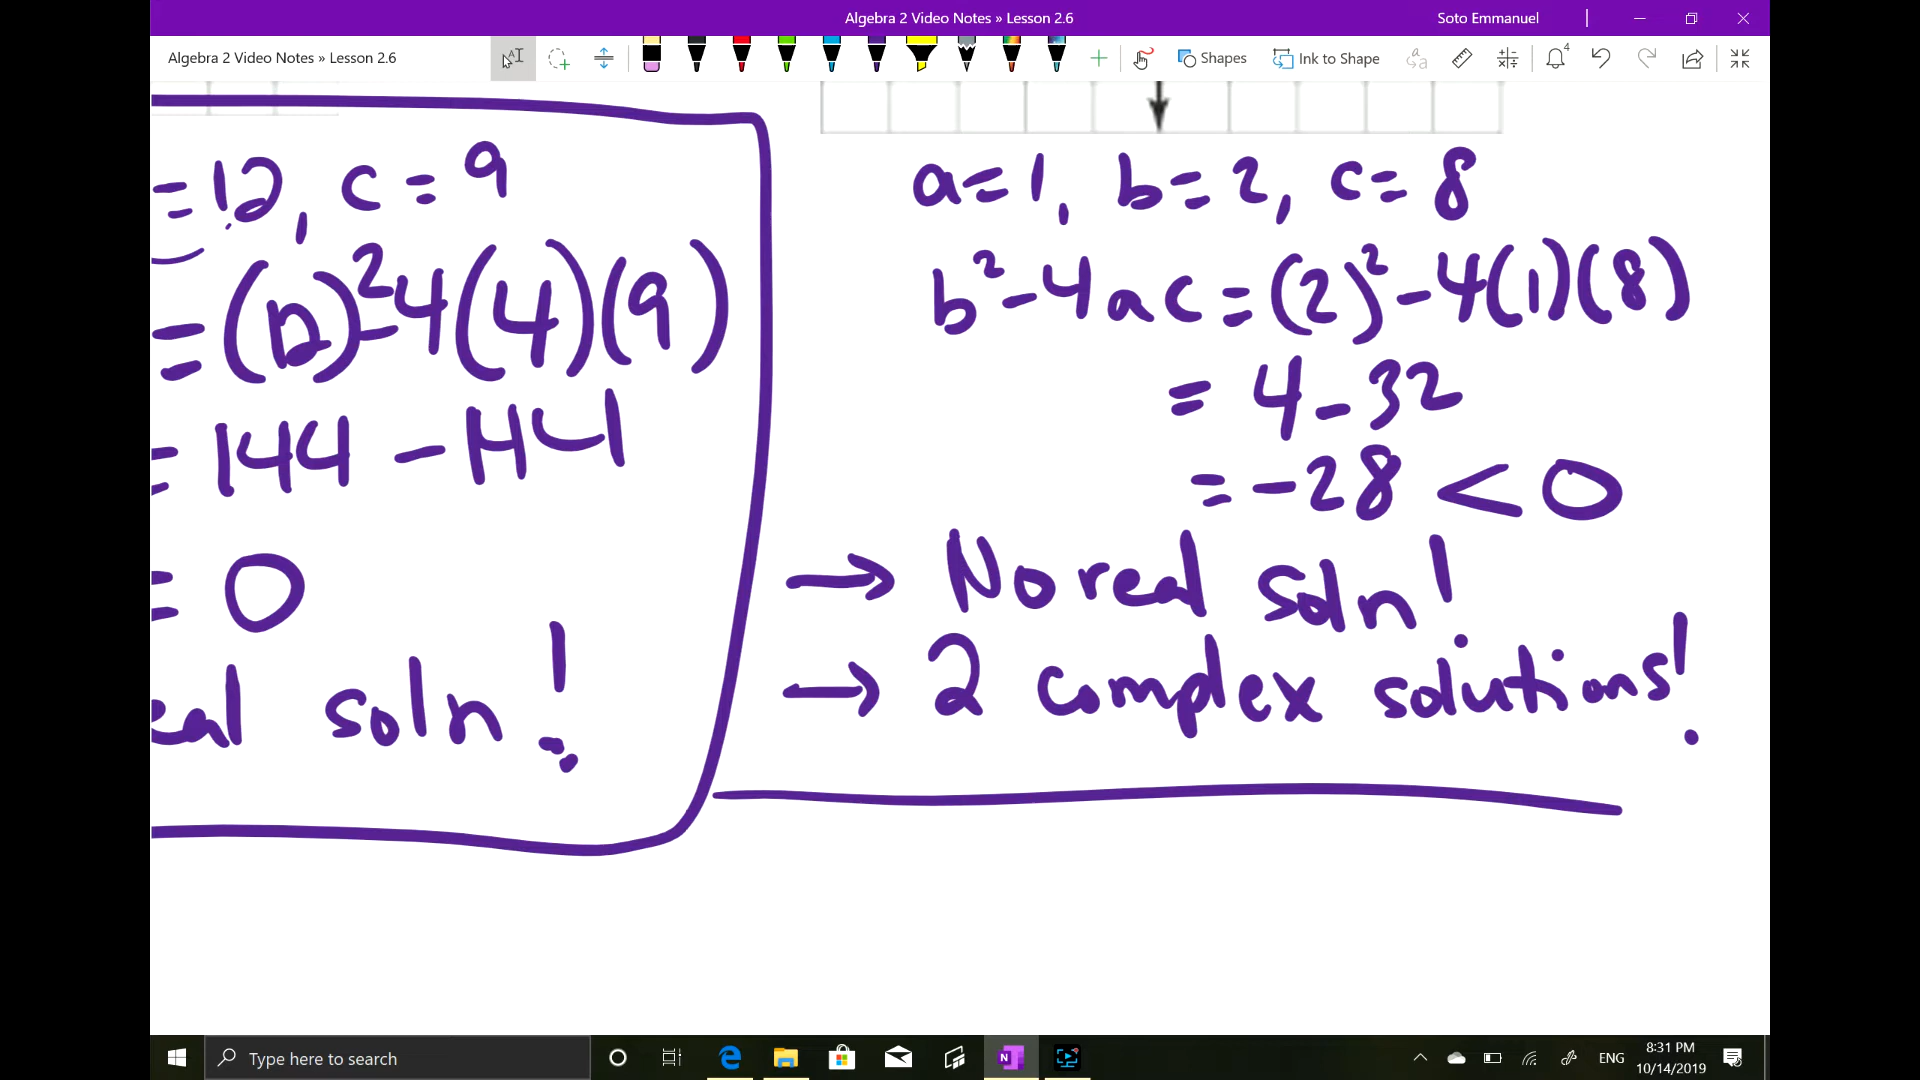 Algebra 2 Video Notes » Lesson 2.6
Soto Emmanuel
Algebra 2 Video Notes » Lesson 2.6
Shapes
Ink to Shape
4
= 12, c = 9
= (12)² - 4(4)(9)
= 144 - 144
= 0
eal soln!
a = 1, b = 2, c = 8
b² - 4ac = (2)² - 4(1)(8)
= 4 - 32
= -28 < 0
→ No real soln!
→ 2 complex solutions!
Type here to search
ENG
8:31 PM
10/14/2019